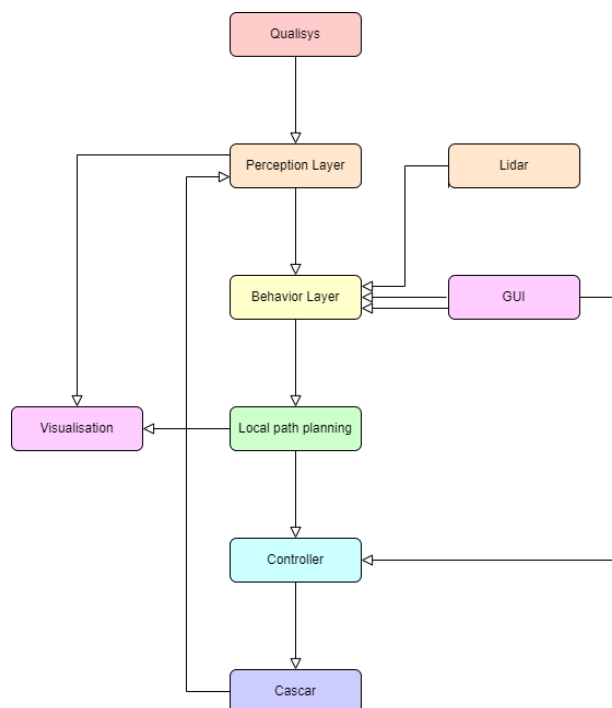 Qualisys
Perception Layer
Lidar
Behavior Layer
GUI
Visualisation
Local path planning
Controller
Cascar